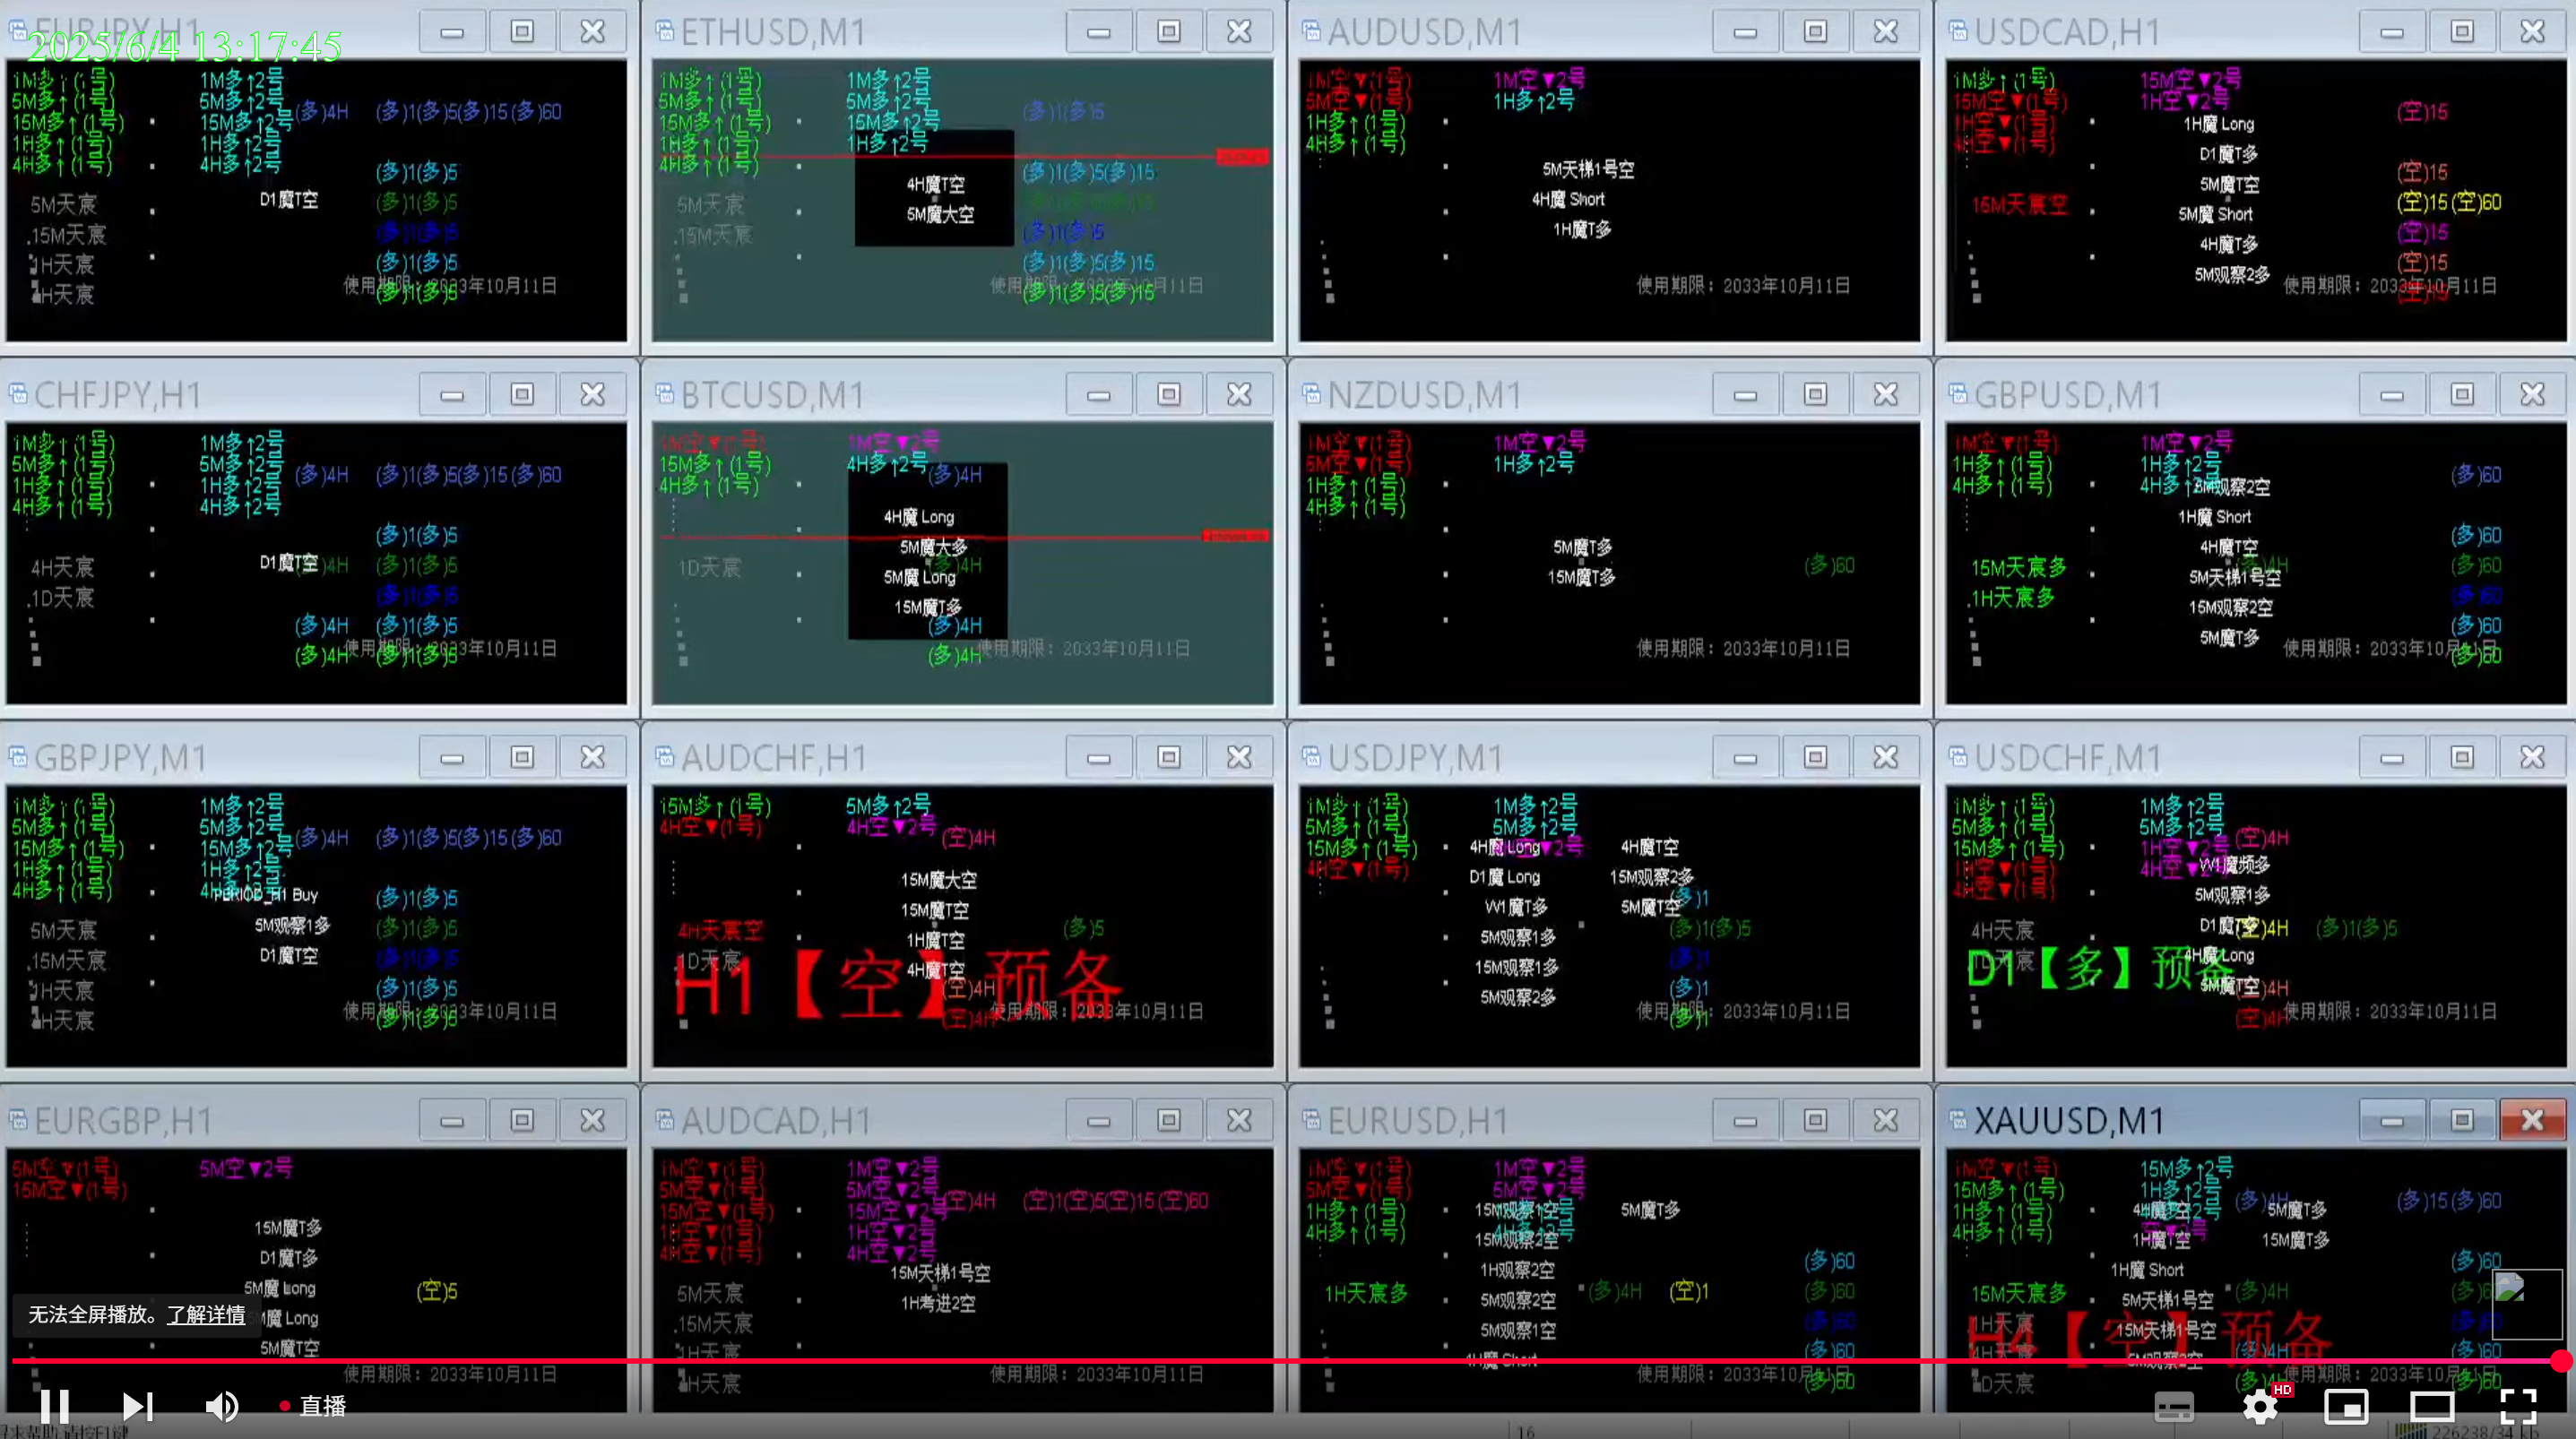 EURJPY,H1
2025/6/4 13:17:45
1M多↑(1号) 1M多↑2号
5M多↑(1号) 5M多↑2号 (多)4H (多)1(多)5(多)15(多)60
15M多↑(1号) 15M多↑2号
1H多↑(1号) 1H多↑2号
4H多↑(1号) 4H多↑2号
(多)1(多)5
5M天宸 D1魔T空 (多)1(多)5
.15M天宸 (多)1(多)5
1H天宸 (多)1(多)5
4H天宸 (多)1(多)5
使用期限：2033年10月11日
ETHUSD,M1
1M多↑(1号) 1M多↑2号
5M多↑(1号) 5M多↑2号 (多)1(多)5
15M多↑(1号) 15M多↑2号
1H多↑(1号) 1H多↑2号
4H多↑(1号)
(多)1(多)5(多)15
4H魔T空
5M天宸 5M魔大空
.15M天宸 (多)1(多)5
(多)1(多)5(多)15
(多)1(多)5(多)15
使用期限：2033年10月11日
AUDUSD,M1
1M空▼(1号) 1M空▼2号
5M空▼(1号) 1H多↑2号
1H多↑(1号)
4H多↑(1号)
5M天梯1号空
4H魔 Short
1H魔T多
使用期限：2033年10月11日
USDCAD,H1
1M多↑(1号) 15M空▼2号
15M空▼(1号) 1H空▼2号 (空)15
1H空▼(1号) 1H魔 Long
4H空▼(1号) D1魔T多
5M魔T空 (空)15
15M天宸空 5M魔 Short (空)15(空)60
(空)15
4H魔T多 (空)15
5M观察2多 (空)15
使用期限：2033年10月11日
CHFJPY,H1
1M多↑(1号) 1M多↑2号
5M多↑(1号) 5M多↑2号 (多)4H (多)1(多)5(多)15(多)60
1H多↑(1号) 1H多↑2号
4H多↑(1号) 4H多↑2号
(多)1(多)5
4H天宸 D1魔T空 (多)4H (多)1(多)5
.1D天宸 (多)1(多)5
(多)4H (多)1(多)5
(多)4H (多)1(多)5
使用期限：2033年10月11日
BTCUSD,M1
1M空▼(1号) 1M空▼2号
15M多↑(1号) 4H多↑2号 (多)4H
4H多↑(1号)
4H魔 Long
5M魔大多
1D天宸 (多)4H
5M魔 Long
15M魔T多
(多)4H
(多)4H
使用期限：2033年10月11日
NZDUSD,M1
1M空▼(1号) 1M空▼2号
5M空▼(1号) 1H多↑2号
1H多↑(1号)
4H多↑(1号)
5M魔T多
15M魔T多 (多)60
使用期限：2033年10月11日
GBPUSD,M1
1M空▼(1号) 1M空▼2号
1H多↑(1号) 1H多↑2号
4H多↑(1号) 4H多↑2号 5M观察2空 (多)60
1H魔 Short
4H魔T空 (多)60
15M天宸多 5M天梯1号空 (多)4H (多)60
.1H天宸多 15M观察2空 (多)60
5M魔T多 (多)60
(多)60
使用期限：2033年10月11日
GBPJPY,M1
1M多↑(1号) 1M多↑2号
5M多↑(1号) 5M多↑2号 (多)4H (多)1(多)5(多)15(多)60
15M多↑(1号) 15M多↑2号
1H多↑(1号) 1H多↑2号
4H多↑(1号) 4H多↑2号
PERIOD_H1 Buy (多)1(多)5
5M天宸 5M观察1多 (多)1(多)5
.15M天宸 D1魔T空 (多)1(多)5
1H天宸 (多)1(多)5
4H天宸 (多)1(多)5
使用期限：2033年10月11日
AUDCHF,H1
15M多↑(1号) 5M多↑2号
4H空▼(1号) 4H空▼2号 (空)4H
15M魔大空
15M魔T空
4H天宸空 1H魔T空 (多)5
1D天宸 4H魔T空
H1【空】预备
(空)4H
(空)4H
使用期限：2033年10月11日
USDJPY,M1
1M多↑(1号) 1M多↑2号
5M多↑(1号) 5M多↑2号
15M多↑(1号) 4H魔 Long 4H魔T空
4H空▼(1号) D1魔 Long 15M观察2多
W1魔T多 5M魔T空 (多)1
5M观察1多 (多)1(多)5
15M观察1多 (多)1
5M观察2多 (多)1
(多)1
使用期限：2033年10月11日
USDCHF,M1
1M多↑(1号) 1M多↑2号
5M多↑(1号) 5M多↑2号 (空)4H
15M多↑(1号) 1H空▼2号
1H空▼(1号) 4H空▼2号 W1魔频多
4H空▼(1号) 5M观察1多
4H天宸 D1魔T多 (空)4H (多)1(多)5
1D天宸 4H魔 Long
D1【多】预备
5M魔T空 (空)4H
(空)4H
使用期限：2033年10月11日
EURGBP,H1
5M空▼(1号) 5M空▼2号
15M空▼(1号)
15M魔T多
D1魔T多
5M魔 Long (空)5
魔 Long
5M魔T空
使用期限：2033年10月11日
AUDCAD,H1
1M空▼(1号) 1M空▼2号
5M空▼(1号) 5M空▼2号 (空)4H (空)1(空)5(空)15(空)60
15M空▼(1号) 15M空▼2号
1H空▼(1号) 1H空▼2号
4H空▼(1号) 4H空▼2号
15M天梯1号空
5M天宸 1H考进2空
.15M天宸
1H天宸
4H天宸
使用期限：2033年10月11日
EURUSD,H1
1M空▼(1号) 1M空▼2号
5M空▼(1号) 5M空▼2号
1H多↑(1号) 15M观察1空 5M魔T多
4H多↑(1号) 4H多↑2号
15M观察2空
1H观察2空 (多)60
1H天宸多 5M观察2空 (多)4H (空)1 (多)60
5M观察1空 (多)60
4H魔 Short (多)60
(多)60
使用期限：2033年10月11日
XAUUSD,M1
1M空▼(1号) 15M多↑2号
15M多↑(1号) 1H多↑2号 (多)4H (多)15(多)60
1H多↑(1号) 4H魔T空 5M魔T多
4H多↑(1号) 1H魔T空 15M魔T多
1H魔 Short (多)60
15M天宸多 5M天梯1号空 (多)4H
1H天宸 15M天梯1号空
H4【空】预备
4H天宸 5M观察2空 (多)4H (多)60
1D天宸 (多)4H (多)60
使用期限：2033年10月11日
无法全屏播放。了解详情
直播
HD
16
226238/34 kb